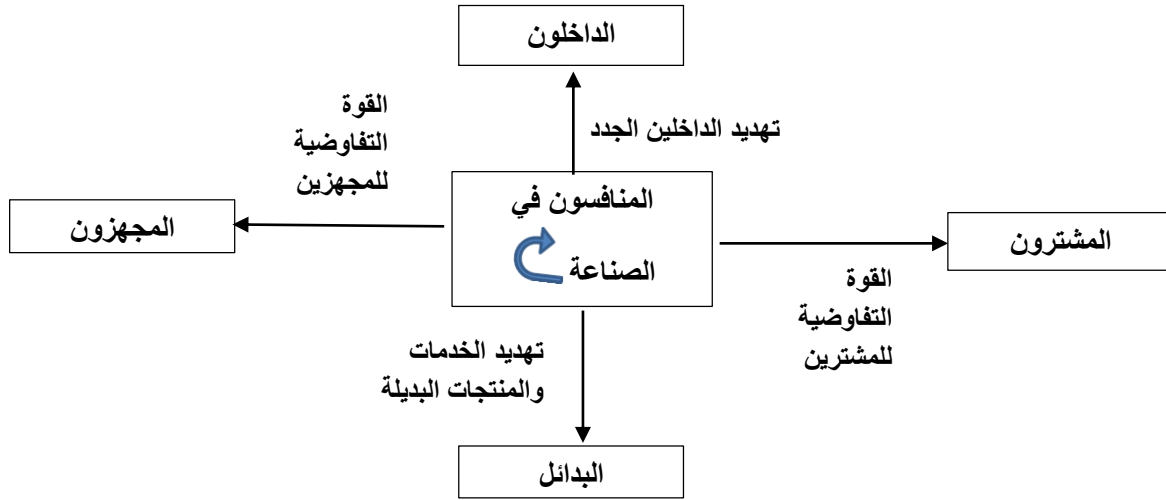 الداخلون
تهديد الداخلين الجدد
القوة
التفاوضية
للمجهزين
المنافسون في
الصناعة
المشترون
المجهزون
القوة
التفاوضية
للمشترين
تهديد الخدمات
والمنتجات البديلة
البدائل